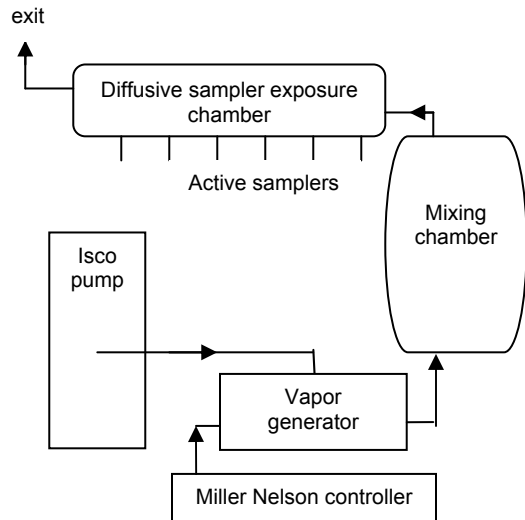 exit
Diffusive sampler exposure
chamber
Active samplers
Mixing
chamber
Isco
pump
Vapor
generator
Miller Nelson controller